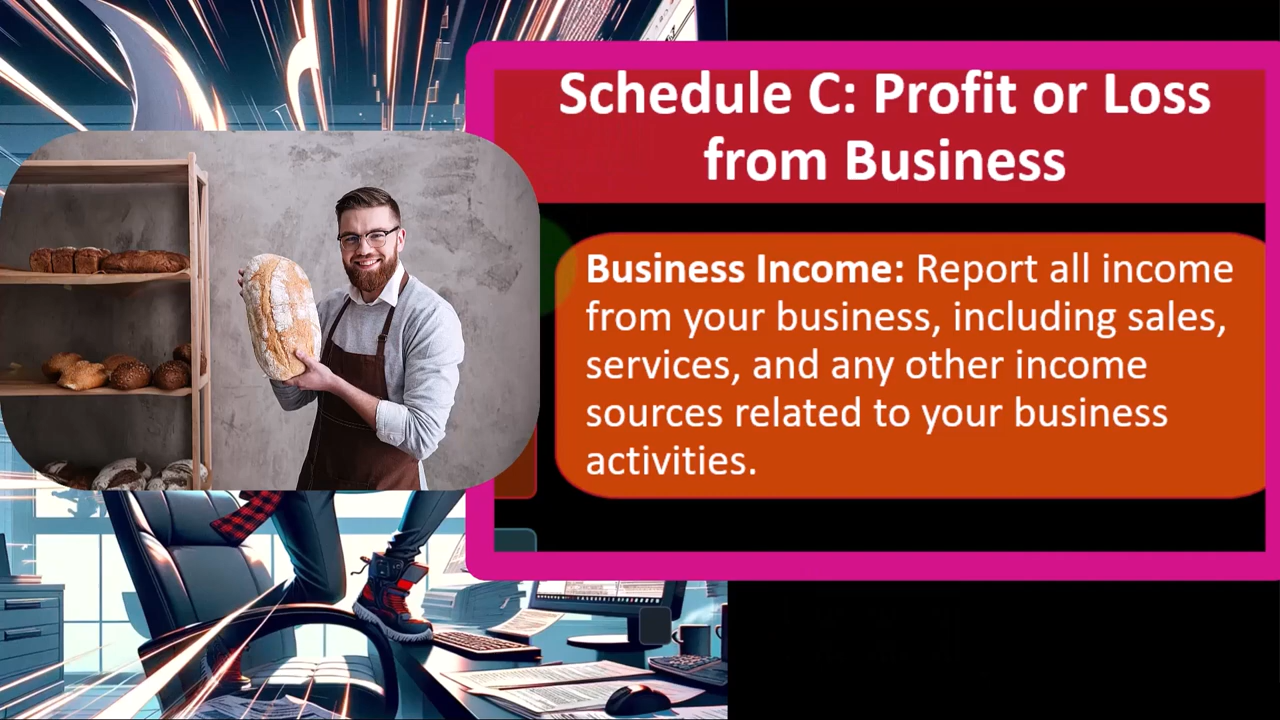 Schedule C: Profit or Loss
from Business
Business Income: Report all income
from your business, including sales,
services, and any other income
sources related to your business
activities.